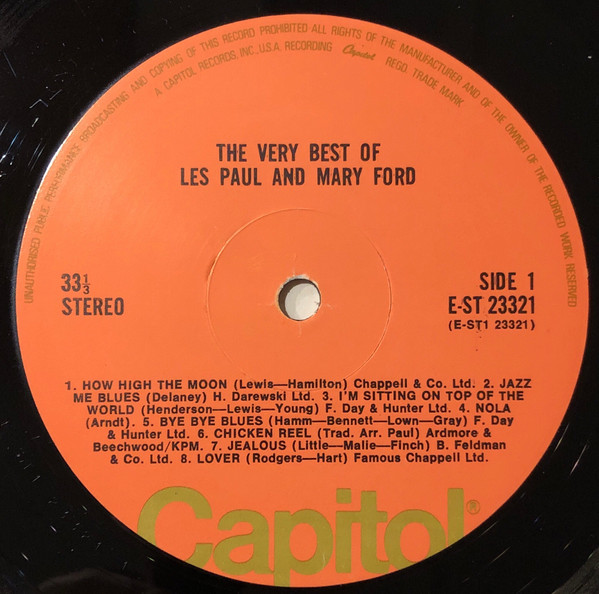 UNAUTHORISED PUBLIC PERFORMANCE BROADCASTING AND COPYING OF THIS RECORD PROHIBITED ALL RIGHTS OF THE MANUFACTURER AND OF THE OWNER OF THE RECORDED WORK RESERVED
A CAPITOL RECORDS, INC., U.S.A. RECORDING Capitol REGD. TRADE MARK
THE VERY BEST OF
LES PAUL AND MARY FORD
33⅓
STEREO
SIDE 1
E-ST 23321
(E-ST1 23321)
1. HOW HIGH THE MOON (Lewis—Hamilton) Chappell & Co. Ltd. 2. JAZZ
ME BLUES (Delaney) H. Darewski Ltd. 3. I'M SITTING ON TOP OF THE
WORLD (Henderson—Lewis—Young) F. Day & Hunter Ltd. 4. NOLA
(Arndt). 5. BYE BYE BLUES (Hamm—Bennett—Lown—Gray) F. Day
& Hunter Ltd. 6. CHICKEN REEL (Trad. Arr. Paul) Ardmore &
Beechwood/KPM. 7. JEALOUS (Little—Malie—Finch) B. Feldman
& Co. Ltd. 8. LOVER (Rodgers—Hart) Famous Chappell Ltd.
Capitol®